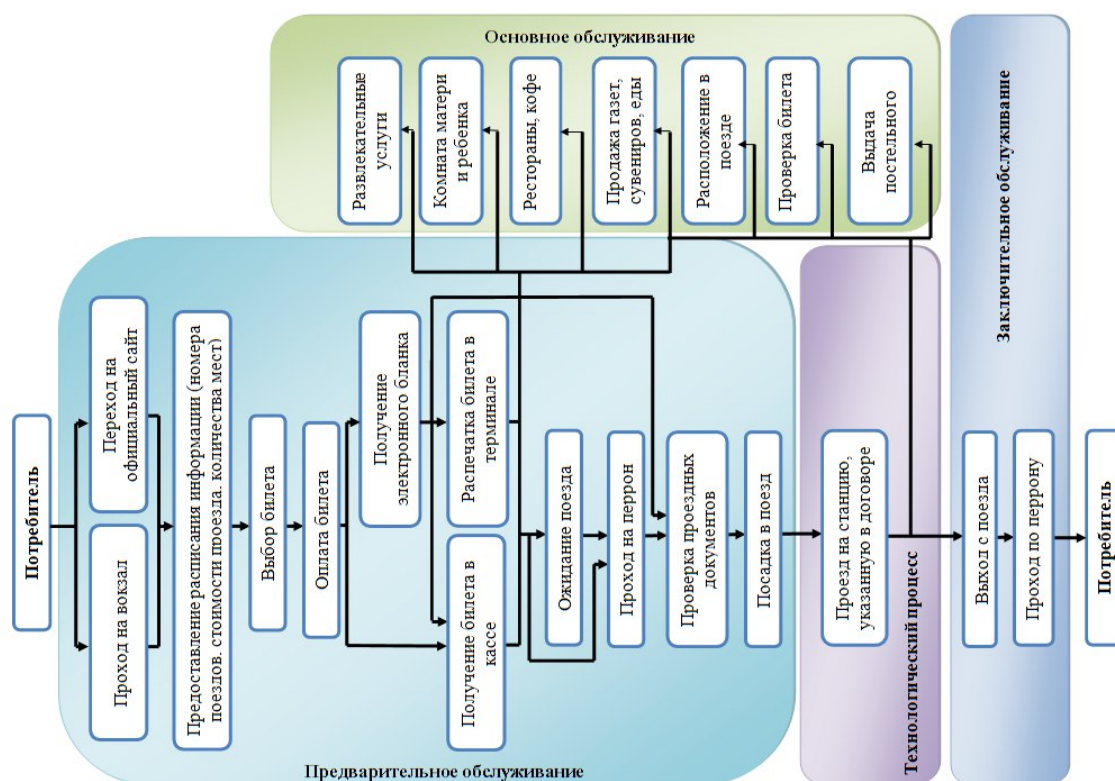 Потребитель
Проход на вокзал
Переход на
официальный сайт
Предоставление расписания информации (номера
поездов, стоимости поезда, количества мест)
Выбор билета
Оплата билета
Получение
электронного бланка
Получение билета в
кассе
Распечатка билета в
терминале
Ожидание поезда
Проход на перрон
Проверка проездных
документов
Посадка в поезд
Предварительное обслуживание
Основное обслуживание
Развлекательные
услуги
Комната матери
и ребенка
Рестораны, кофе
Продажа газет,
сувениров, еды
Расположение в
поезде
Проверка билета
Выдача
постельного
Проезд на станцию,
указанную в договоре
Технологический процесс
Заключительное обслуживание
Выход с поезда
Проход по перрону
Потребитель